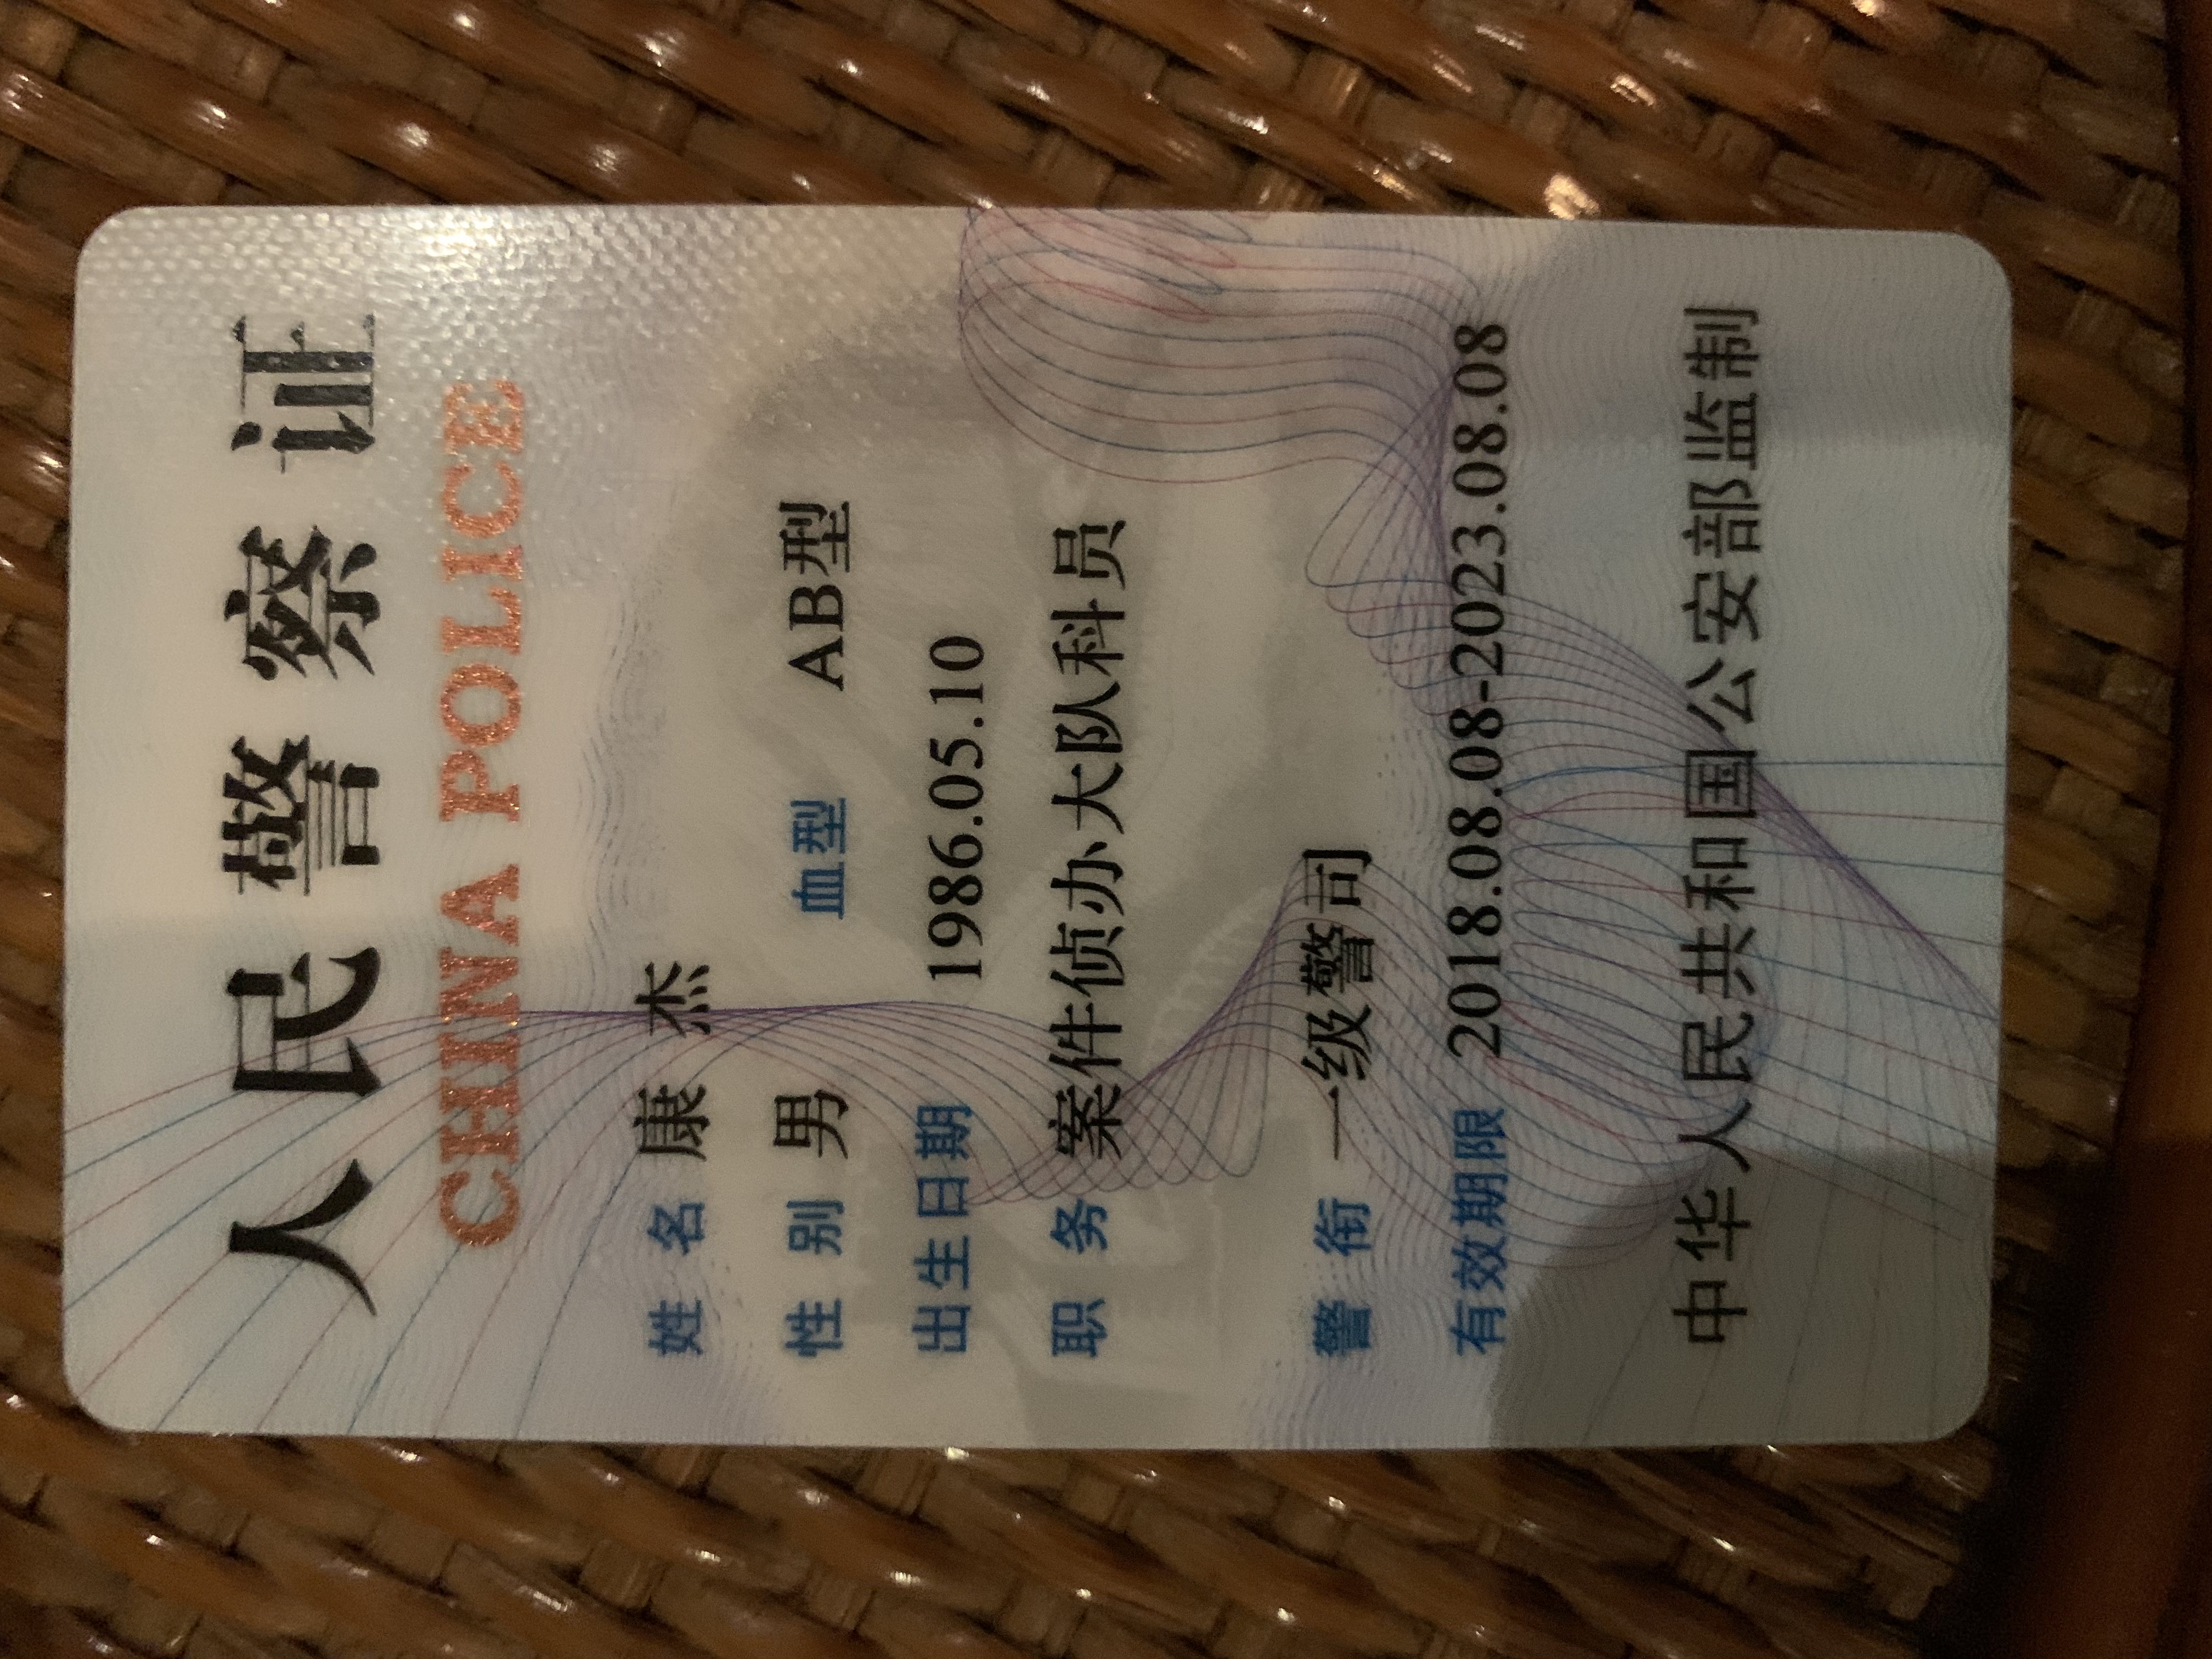 人民警察证
CHINA POLICE
姓 名 康 杰
性 别 男 血型 AB型
出生日期 1986.05.10
职 务 案件侦办大队科员
警 衔 一级警司
有效期限 2018.08.08-2023.08.08
中华人民共和国公安部监制